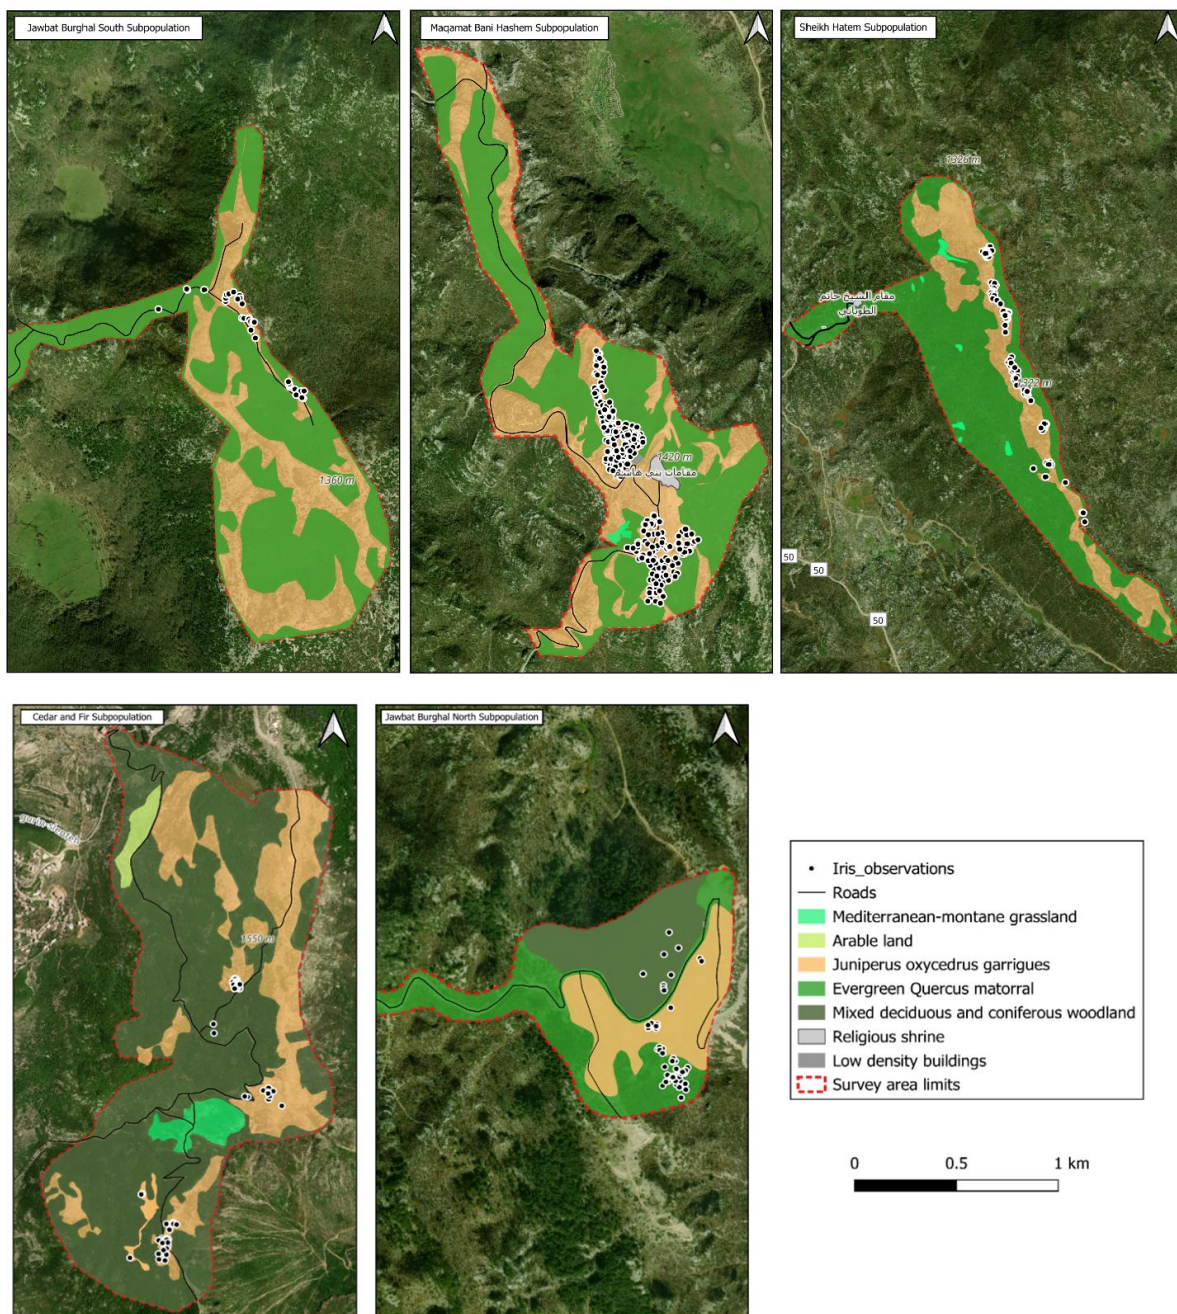 Jawbat Burghal South Subpopulation
1360 m
Maqamat Bani Hashem Subpopulation
1420 m
مقامات بني هاشم
Sheikh Hatem Subpopulation
1326 m
مقام الشيخ حاتم
الطوباني
1322 m
50
50
50
Cedar and Fir Subpopulation
1550 m
Jawbat Burghal North Subpopulation
Iris_observations
Roads
Mediterranean-montane grassland
Arable land
Juniperus oxycedrus garrigues
Evergreen Quercus matorral
Mixed deciduous and coniferous woodland
Religious shrine
Low density buildings
Survey area limits
0 0.5 1 km